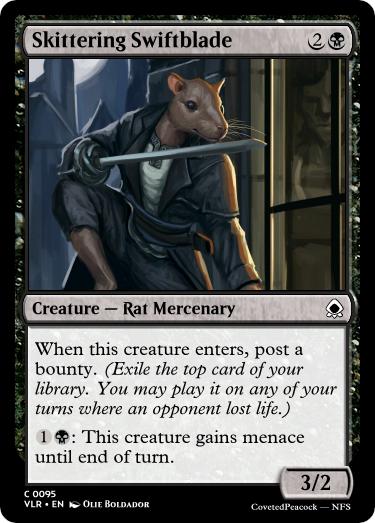 Skittering Swiftblade 2
Creature — Rat Mercenary
When this creature enters, post a
bounty. (Exile the top card of your
library. You may play it on any of your
turns where an opponent lost life.)
1: This creature gains menace
until end of turn.
3/2
C 0095
VLR • EN Olie Boldador
CovetedPeacock — NFS